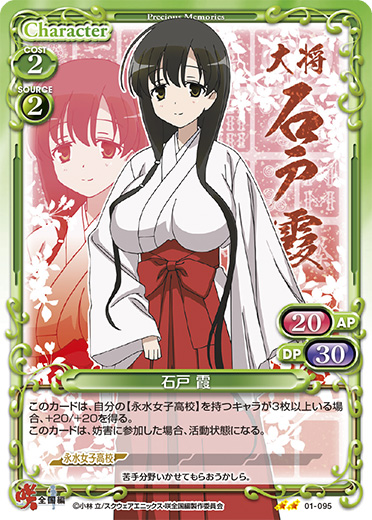 Precious Memories
Character
COST
2
SOURCE
2
大将
石戸霞
20 AP
DP 30
石戸 霞
このカードは、自分の【永水女子高校】を持つキャラが3枚以上いる場
合、+20/+20を得る。
このカードは、妨害に参加した場合、活動状態になる。
永水女子高校
苦手分野いかせてもらおうかしら。
咲 全国編
01-095
©小林 立/スクウェアエニックス・咲全国編製作委員会